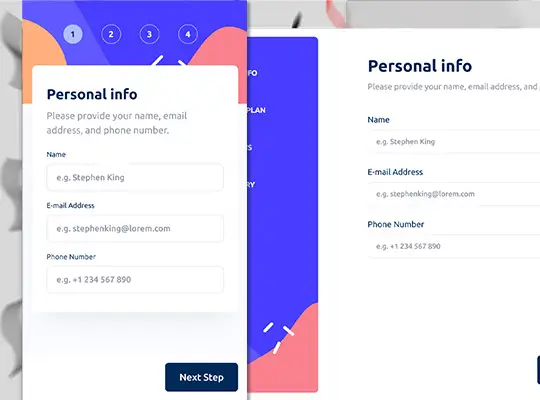 1 2 3 4
Personal info
Please provide your name, email
address, and phone number.
Name
e.g. Stephen King
E-mail Address
e.g. stephenking@lorem.com
Phone Number
e.g. +1 234 567 890
Next Step
PLAN
Personal info
Please provide your name, email address, and
Name
e.g. Stephen King
E-mail Address
e.g. stephenking@lorem.com
Phone Number
e.g. +1 234 567 890